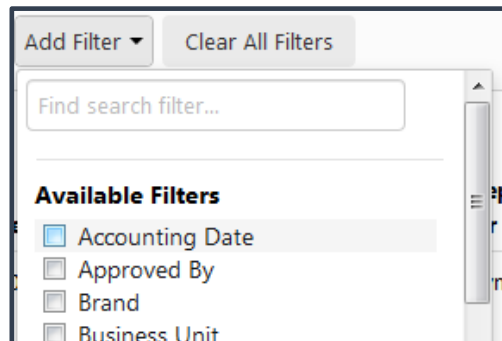 Add Filter Clear All Filters
Find search filter...
Available Filters
Accounting Date
Approved By
Brand
Business Unit